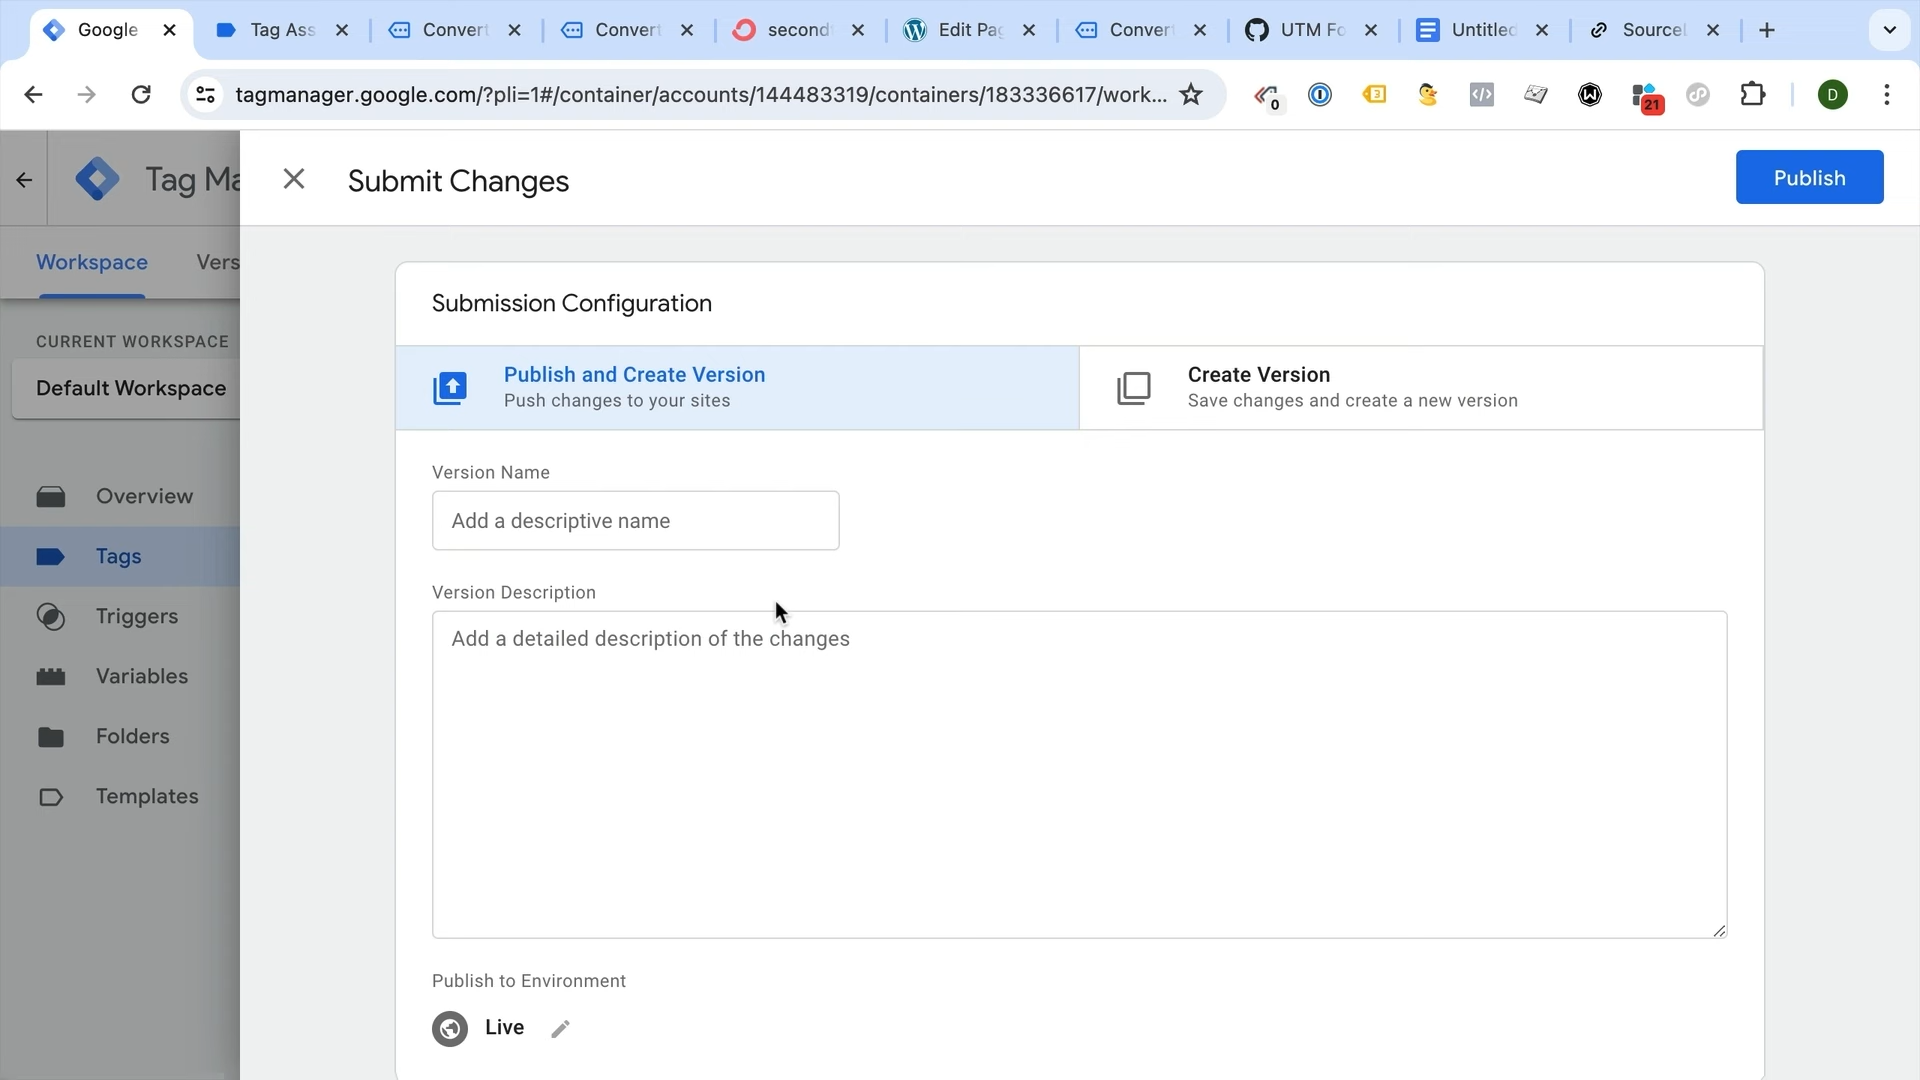 Google
Tag Ass
Convert
Convert
second
Edit Pag
Convert
UTM Fo
Untitled
Source
tagmanager.google.com/?pli=1#/container/accounts/144483319/containers/183336617/work...
0
3
21
D
Tag Ma
Submit Changes
Publish
Workspace
Vers
Submission Configuration
CURRENT WORKSPACE
Default Workspace
Publish and Create Version
Push changes to your sites
Create Version
Save changes and create a new version
Version Name
Add a descriptive name
Overview
Tags
Triggers
Variables
Folders
Templates
Version Description
Add a detailed description of the changes
Publish to Environment
Live